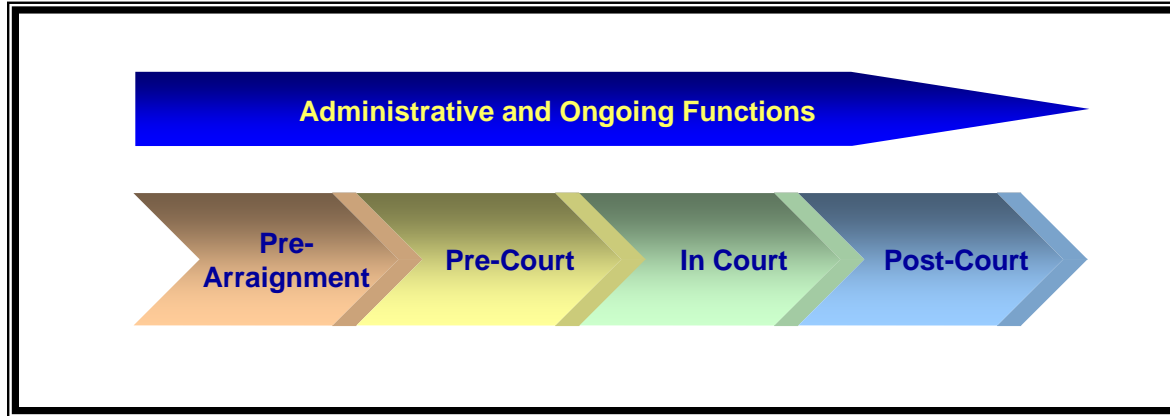 Administrative and Ongoing Functions
Pre-
Arraignment
Pre-Court
In Court
Post-Court